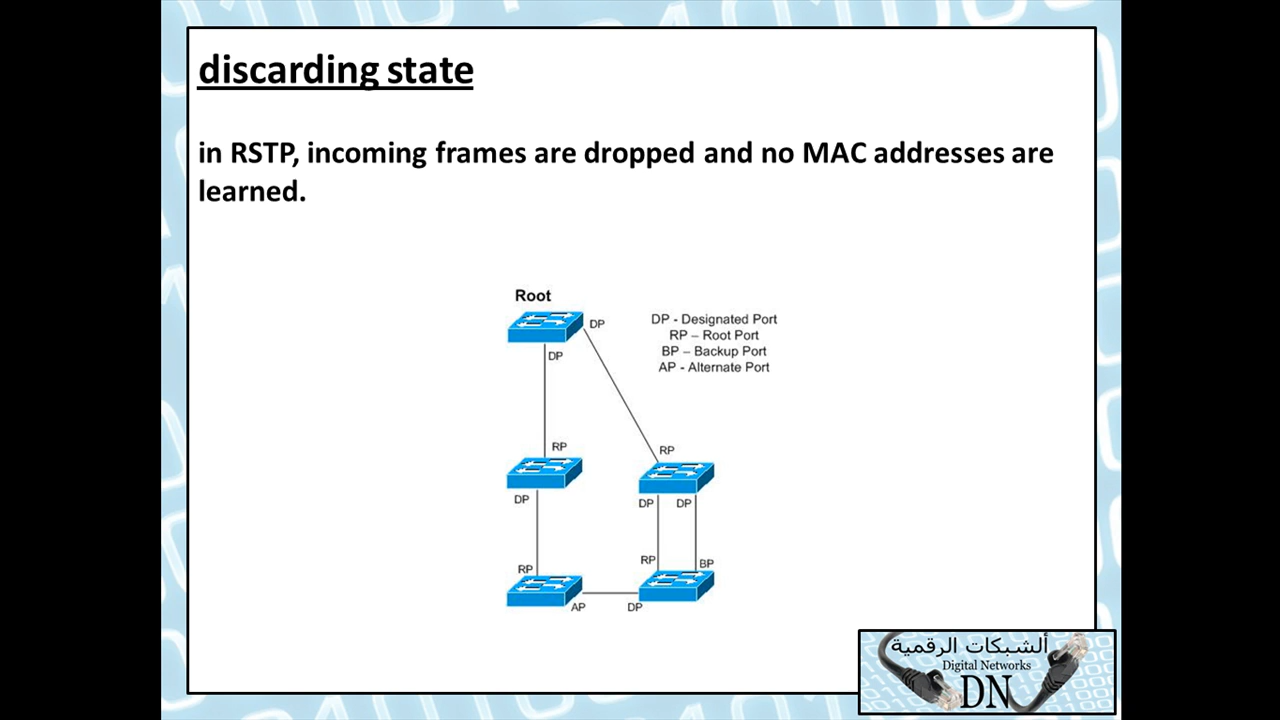 discarding state
in RSTP, incoming frames are dropped and no MAC addresses are
learned.
Root
DP
DP
DP - Designated Port
RP – Root Port
BP – Backup Port
AP - Alternate Port
RP
RP
DP
DP
DP
RP
BP
RP
AP
DP
ألشبكات الرقمية
Digital Networks
DN